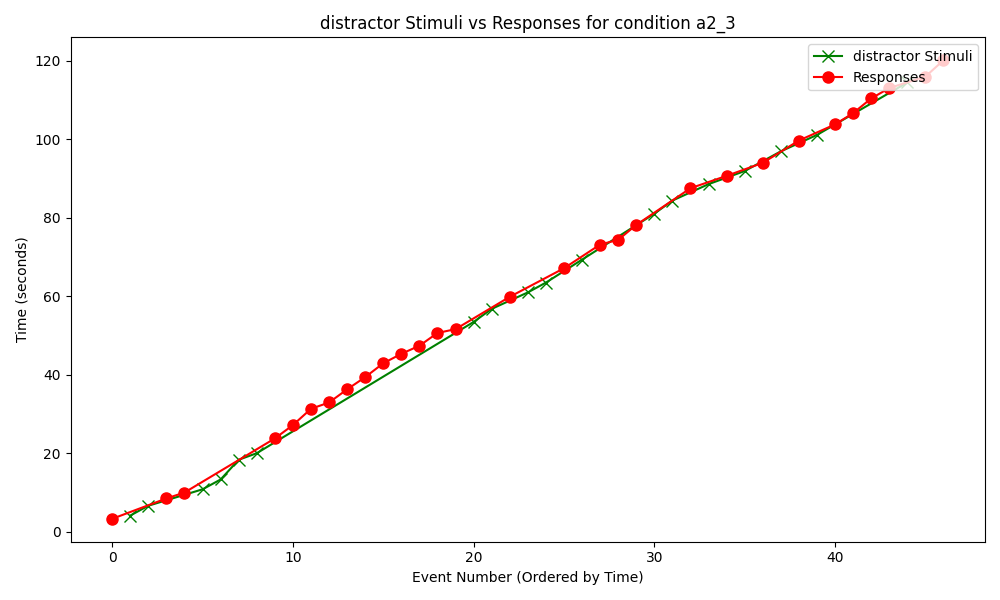 distractor Stimuli vs Responses for condition a2_3
distractor Stimuli
Responses
Time (seconds)
120
100
80
60
40
20
0
0 10 20 30 40
Event Number (Ordered by Time)